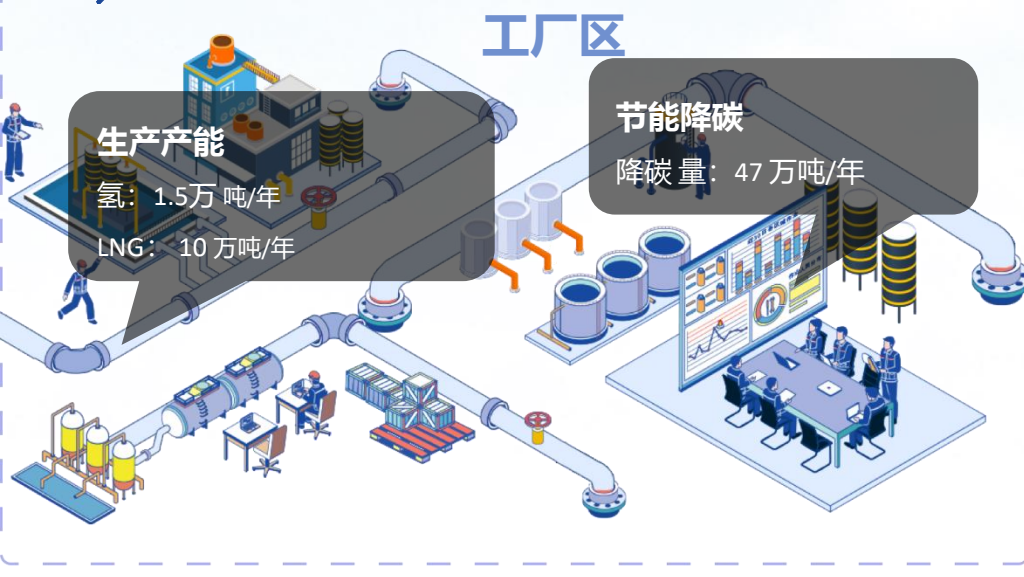 工厂区
生产产能
氢：1.5万 吨/年
LNG： 10 万吨/年
节能降碳
降碳 量：47 万吨/年